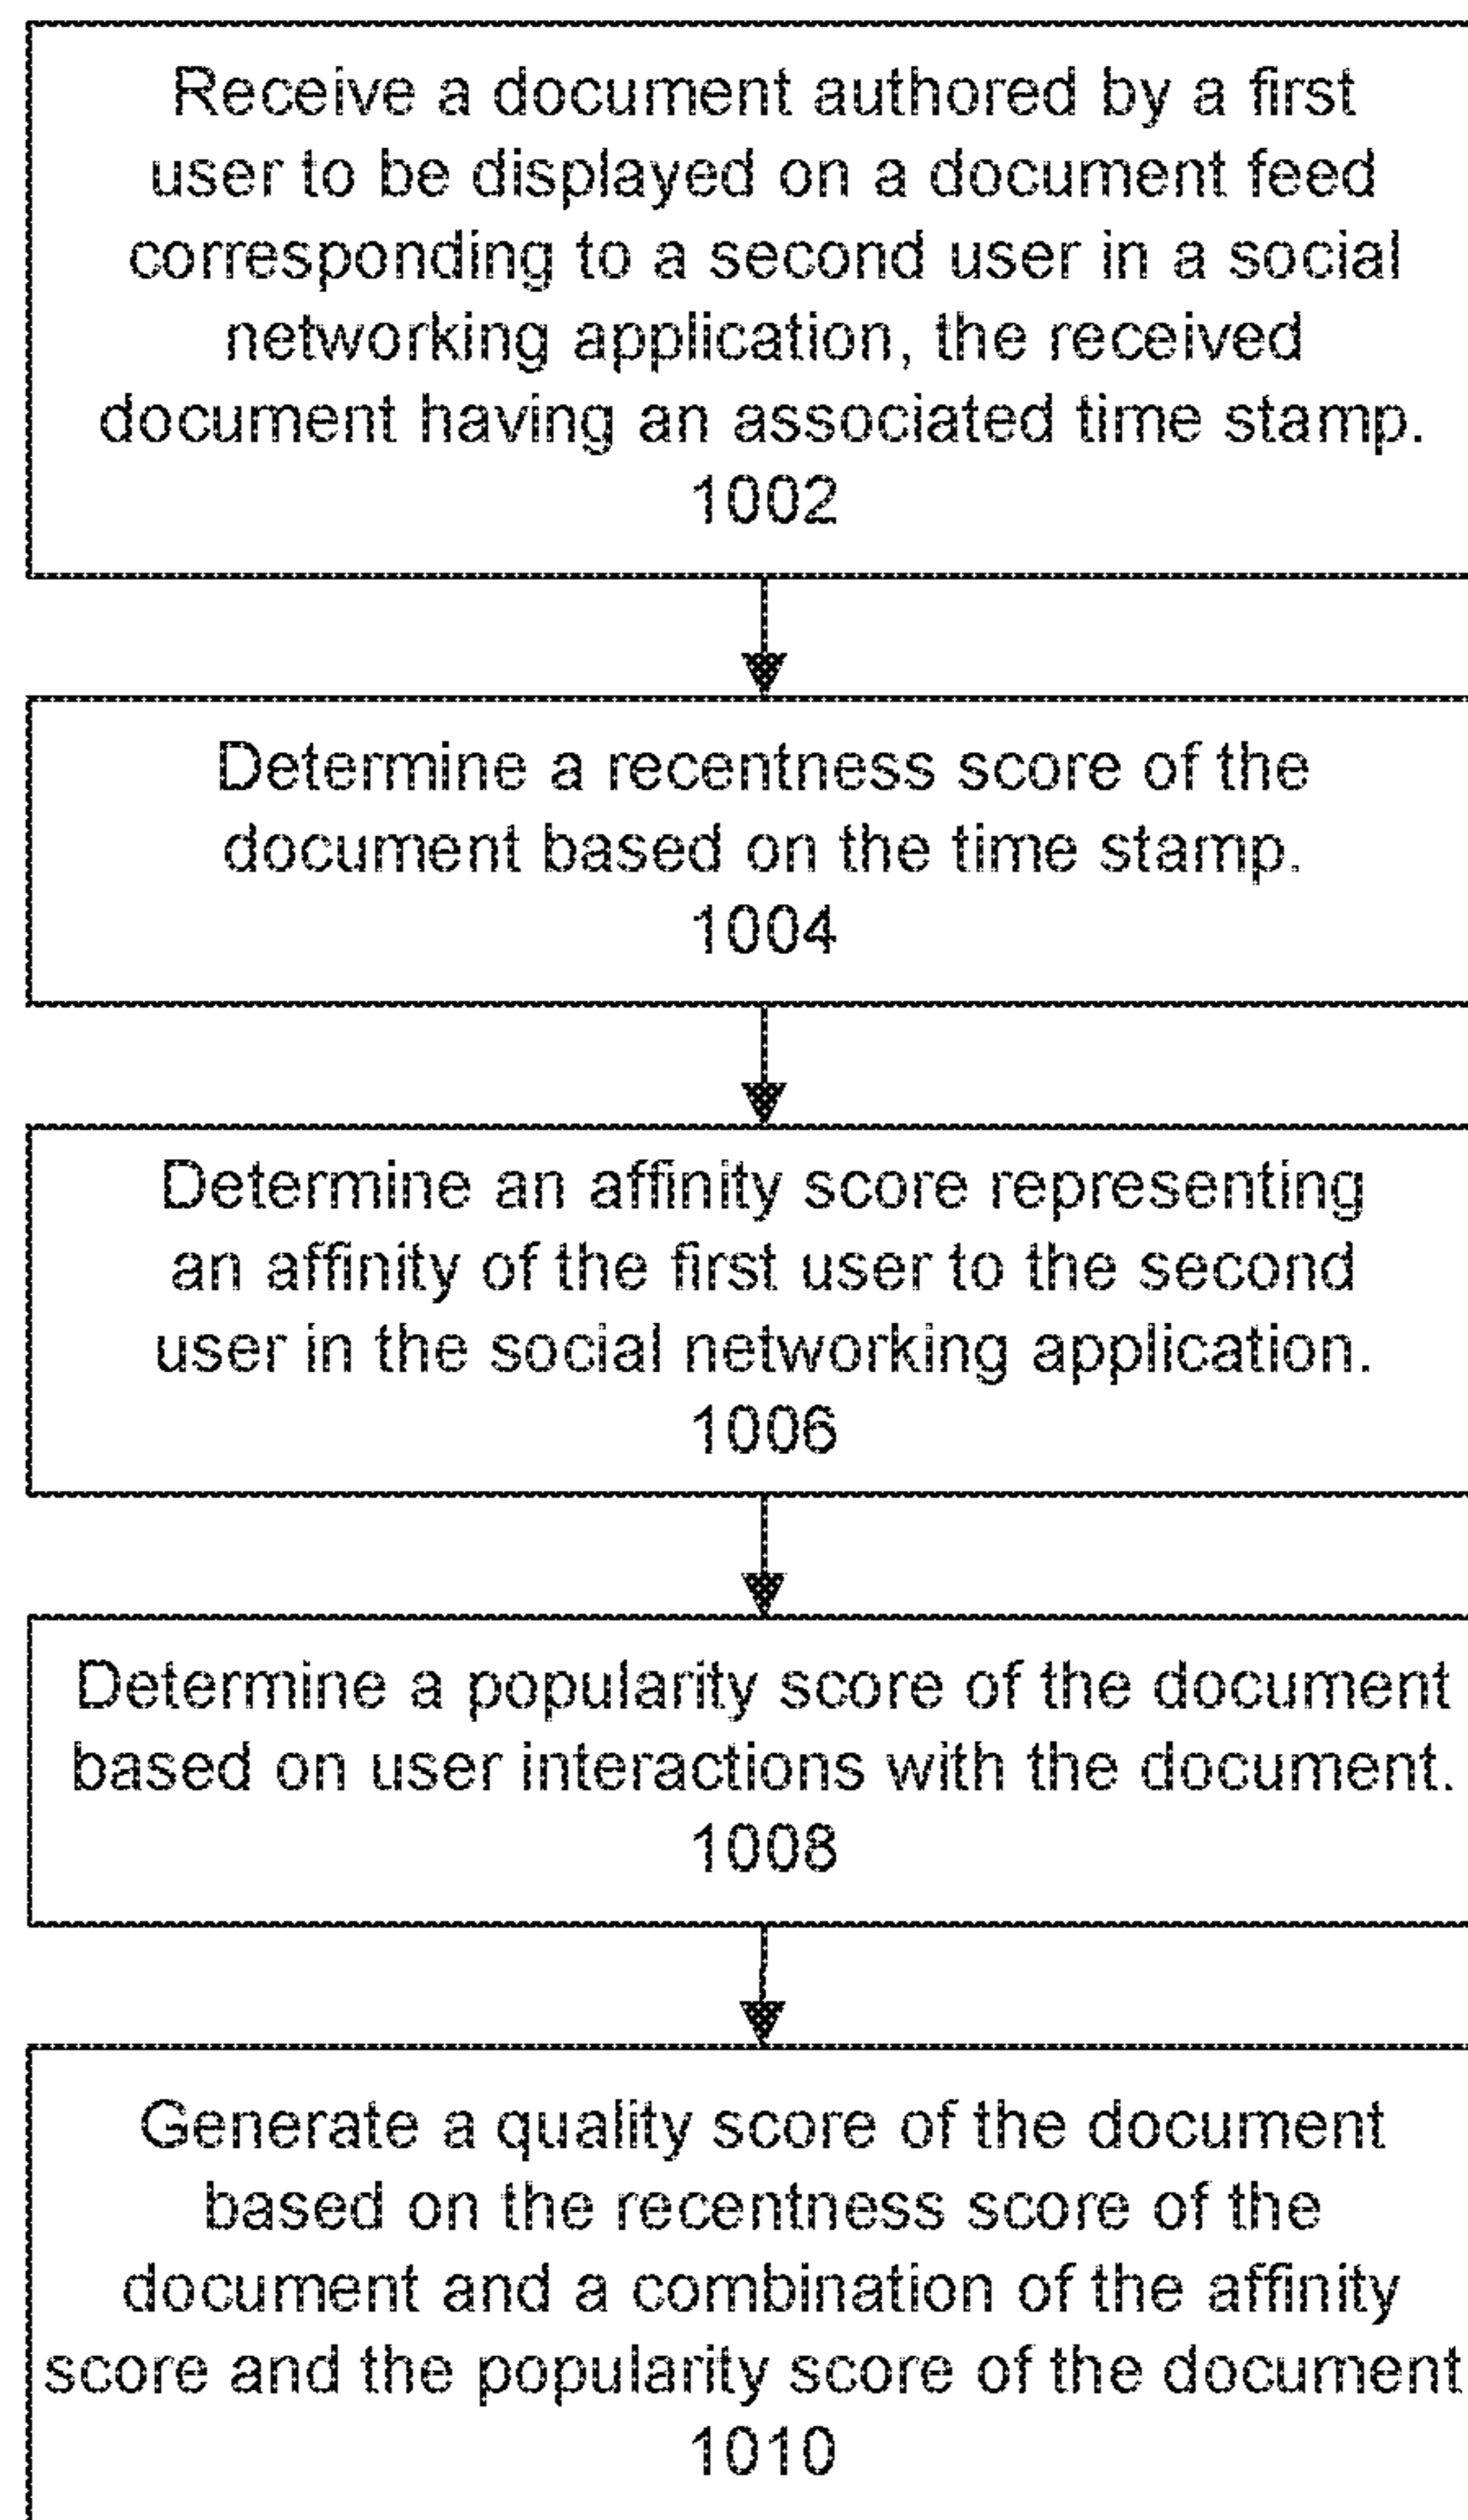 Receive a document authored by a first
user to be displayed on a document feed
corresponding to a second user in a social
networking application, the received
document having an associated time stamp.
1002
Determine a recentness score of the
document based on the time stamp.
1004
Determine an affinity score representing
an affinity of the first user to the second
user in the social networking application.
1006
Determine a popularity score of the document
based on user interactions with the document.
1008
Generate a quality score of the document
based on the recentness score of the
document and a combination of the affinity
score and the popularity score of the document
1010